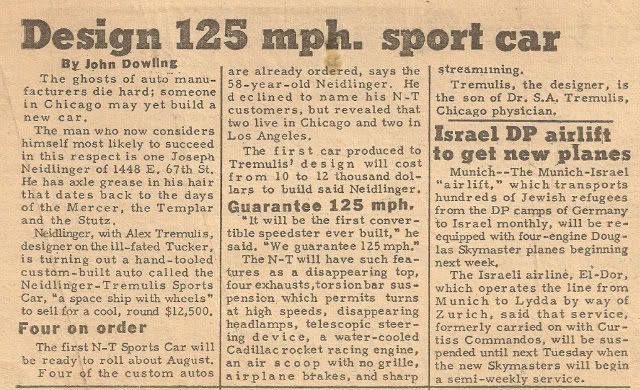 Design 125 mph. sport car
By John Dowling
The ghosts of auto manu-
facturers die hard; someone
in Chicago may yet build a
new car.
The man who now considers
himself most likely to succeed
in this respect is one Joseph
Neidlinger of 1448 E. 67th St.
He has axle grease in his hair
that dates back to the days
of the Mercer, the Templar
and the Stutz.
Neidlinger, with Alex Tremulis,
designer on the ill-fated Tucker,
is turning out a hand-tooled
custom-built auto called the
Neidlinger-Tremulis Sports
Car, "a space ship with wheels"
to sell for a cool, round $12,500.
Four on order
The first N-T Sports Car will
be ready to roll about August.
Four of the custom autos
are already ordered, says the
58-year-old Neidlinger. He
declined to name his N-T
customers, but revealed that
two live in Chicago and two in
Los Angeles.
The first car produced to
Tremulis' design will cost
from 10 to 12 thousand dol-
lars to build said Neidlinger.
Guarantee 125 mph.
"It will be the first conver-
tible speedster ever built," he
said. "We guarantee 125 mph."
The N-T will have such fea-
tures as a disappearing top,
four exhausts, torsion bar sus-
pension which permits turns
at high speeds, disappearing
headlamps, telescopic steer-
ing device, a water-cooled
Cadillac rocket racing engine,
an air scoop with no grille,
airplane brakes, and sharp
streamining.
Tremulis, the designer, is
the son of Dr. S.A. Tremulis,
Chicago physician.
Israel DP airlift
to get new planes
Munich--The Munich-Israel
"airlift," which transports
hundreds of Jewish refugees
from the DP camps of Germany
to Israel monthly, will be re-
equipped with four-engine Doug-
las Skymaster planes beginning
next week.
The Israeli airline, El-Dor,
which operates the line from
Munich to Lydda by way of
Zurich, said that service,
formerly carried on with Cur-
tiss Commandos, will be sus-
pended until next Tuesday when
the new Skymasters will begin
a semi-weekly service.